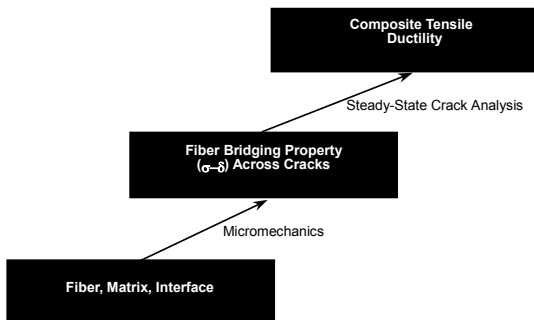 Composite Tensile
Ductility
Steady-State Crack Analysis
Fiber Bridging Property
(σ–δ) Across Cracks
Micromechanics
Fiber, Matrix, Interface